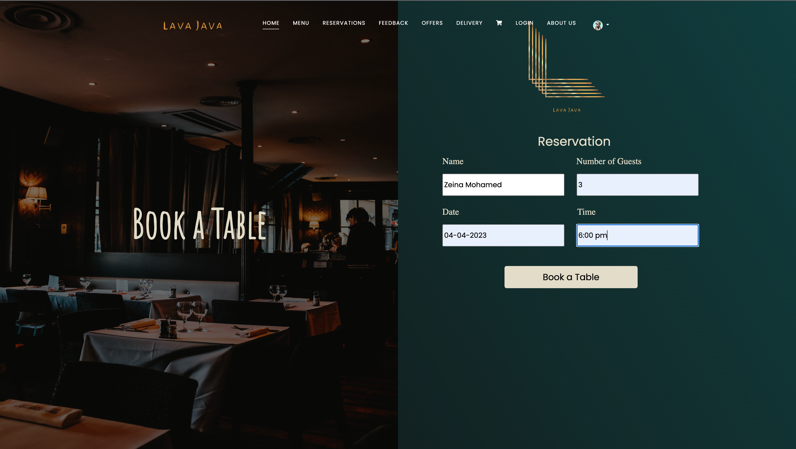 LAVA JAVA
HOME MENU RESERVATIONS FEEDBACK OFFERS DELIVERY LOGIN ABOUT US
LAVA JAVA
BOOK A TABLE
Reservation
Name Number of Guests
Zeina Mohamed 3
Date Time
04-04-2023 6:00 pm
Book a Table